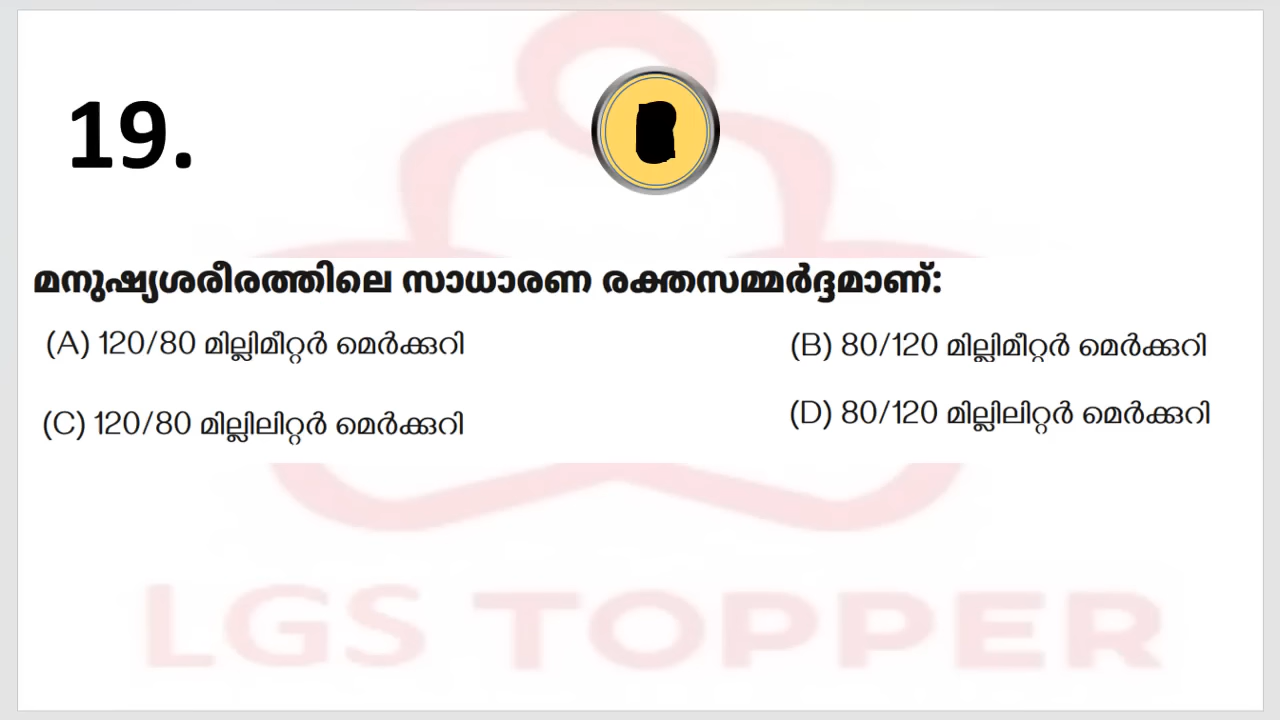 19.
മനുഷ്യശരീരത്തിലെ സാധാരണ രക്തസമ്മർദ്ദമാണ്:
(A) 120/80 മില്ലിമീറ്റർ മെർക്കുറി
(B) 80/120 മില്ലിമീറ്റർ മെർക്കുറി
(C) 120/80 മില്ലിലിറ്റർ മെർക്കുറി
(D) 80/120 മില്ലിലിറ്റർ മെർക്കുറി
LGS TOPPER